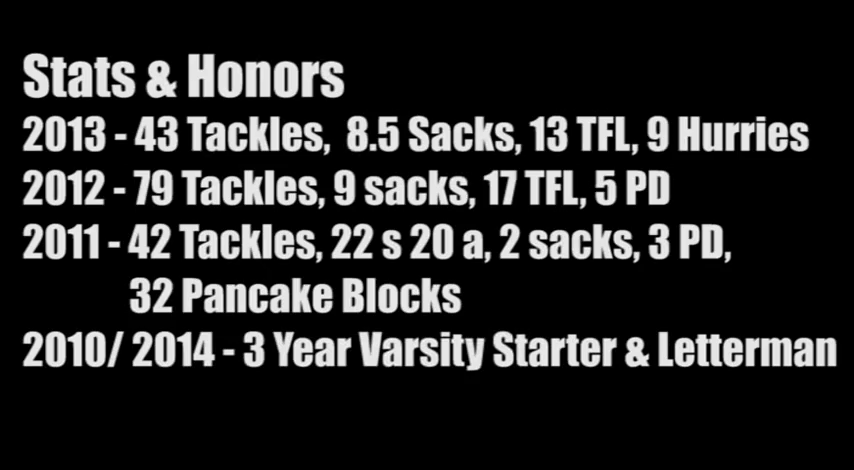 Stats & Honors
2013 - 43 Tackles,  8.5 Sacks, 13 TFL, 9 Hurries
2012 - 79 Tackles, 9 sacks, 17 TFL, 5 PD
2011 - 42 Tackles, 22 s 20 a, 2 sacks, 3 PD,
32 Pancake Blocks
2010/ 2014 - 3 Year Varsity Starter & Letterman